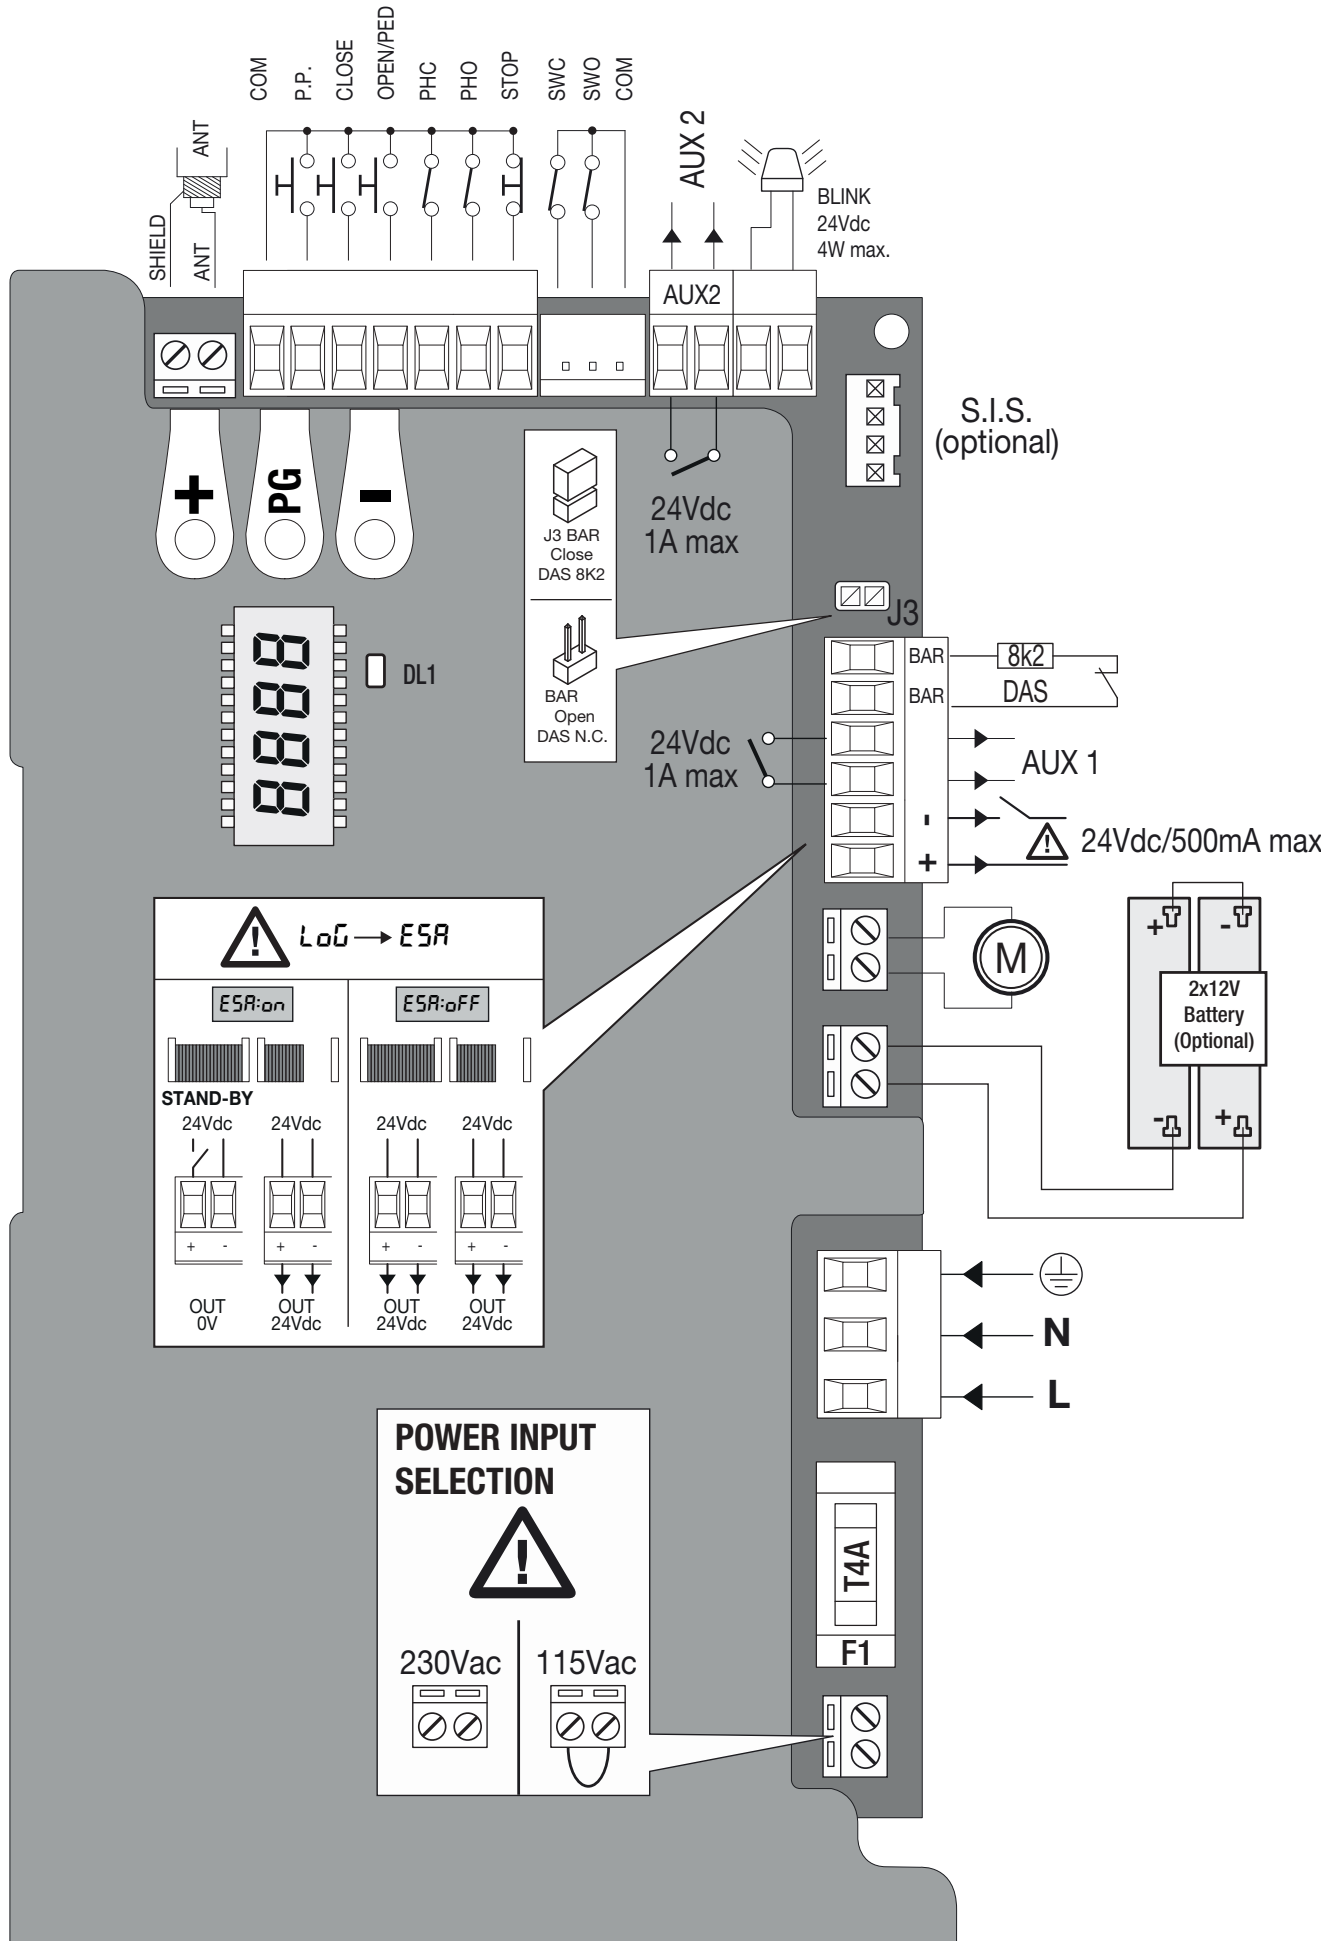 COM
P.P.
CLOSE
OPEN/PED
PHC
PHO
STOP
SWC
SWO
COM
ANT
SHIELD
ANT
AUX 2
BLINK
24Vdc
4W max.
AUX2
S.I.S.
(optional)
+
PG
-
J3 BAR
Close
DAS 8K2
BAR
Open
DAS N.C.
24Vdc
1A max
J3
8888
DL1
BAR
8k2
BAR
DAS
24Vdc
1A max
AUX 1
-
+
24Vdc/500mA max
LoG → ESA
ESA:on
ESA:oFF
STAND-BY
24Vdc
24Vdc
24Vdc
24Vdc
+ -
+ -
+ -
+ -
OUT
0V
OUT
24Vdc
OUT
24Vdc
OUT
24Vdc
M
+
-
2x12V
Battery
(Optional)
-
+
N
L
POWER INPUT
SELECTION
230Vac
115Vac
T4A
F1